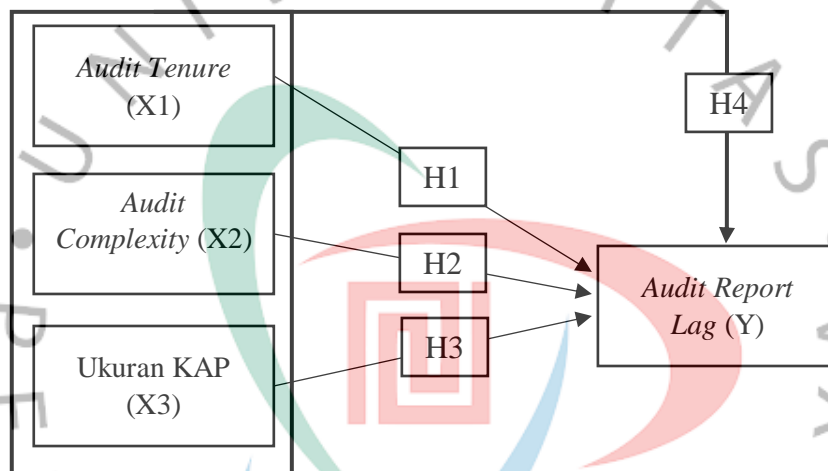 Audit Tenure
(X1)
H4
H1
Audit
Complexity (X2)
H2
Audit Report
Lag (Y)
H3
Ukuran KAP
(X3)